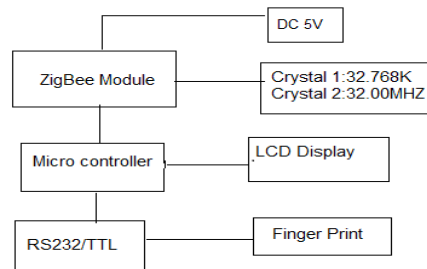 DC 5V
ZigBee Module
Crystal 1:32.768K
Crystal 2:32.00MHZ
Micro controller
LCD Display
RS232/TTL
Finger Print